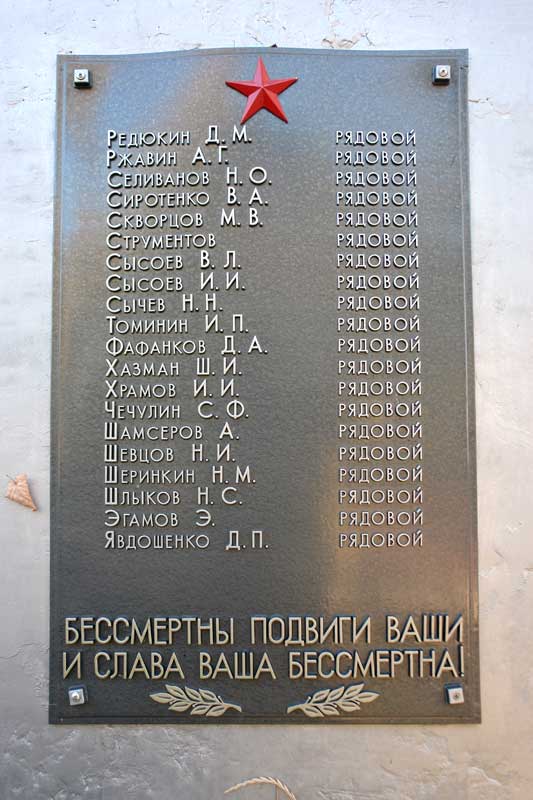 Редюкин Д. М. РЯДОВОЙ
Ржавин А. Г. РЯДОВОЙ
Селиванов Н. О. РЯДОВОЙ
Сиротенко В. А. РЯДОВОЙ
Скворцов М. В. РЯДОВОЙ
Струментов РЯДОВОЙ
Сысоев В. Л. РЯДОВОЙ
Сысоев И. И. РЯДОВОЙ
Сычев Н. Н. РЯДОВОЙ
Томинин И. П. РЯДОВОЙ
Фафанков Д. А. РЯДОВОЙ
Хазман Ш. И. РЯДОВОЙ
Храмов И. И. РЯДОВОЙ
Чечулин С. Ф. РЯДОВОЙ
Шамсеров А. РЯДОВОЙ
Шевцов Н. И. РЯДОВОЙ
Шеринкин Н. М. РЯДОВОЙ
Шлыков Н. С. РЯДОВОЙ
Эгамов Э. РЯДОВОЙ
Явдошенко Д. П. РЯДОВОЙ
БЕССМЕРТНЫ ПОДВИГИ ВАШИ
И СЛАВА ВАША БЕССМЕРТНА!